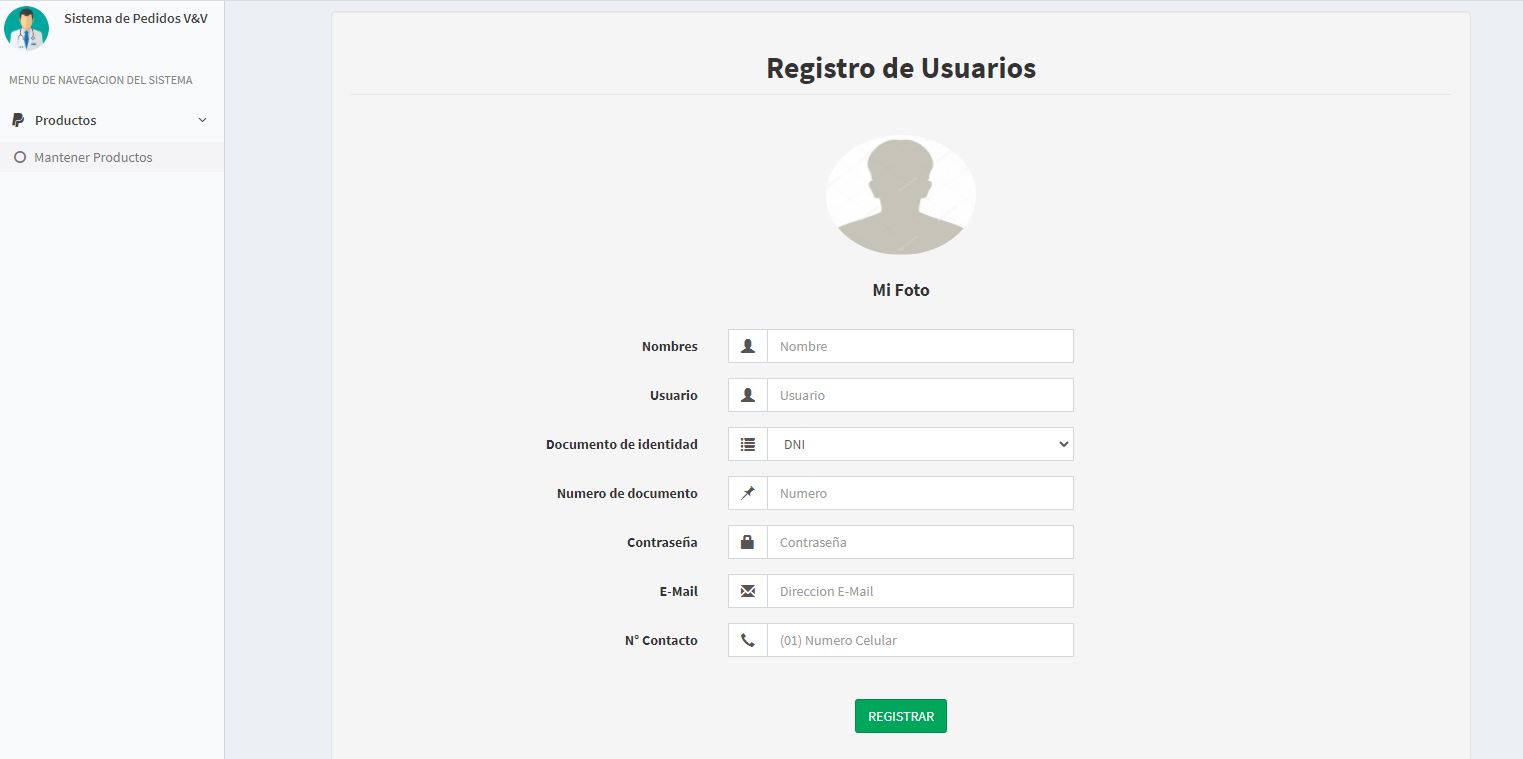 Sistema de Pedidos V&V
MENU DE NAVEGACION DEL SISTEMA
Productos
Mantener Productos
Registro de Usuarios
Mi Foto
Nombres Nombre
Usuario Usuario
Documento de identidad DNI
Numero de documento Numero
Contraseña Contraseña
E-Mail Direccion E-Mail
N° Contacto (01) Numero Celular
REGISTRAR